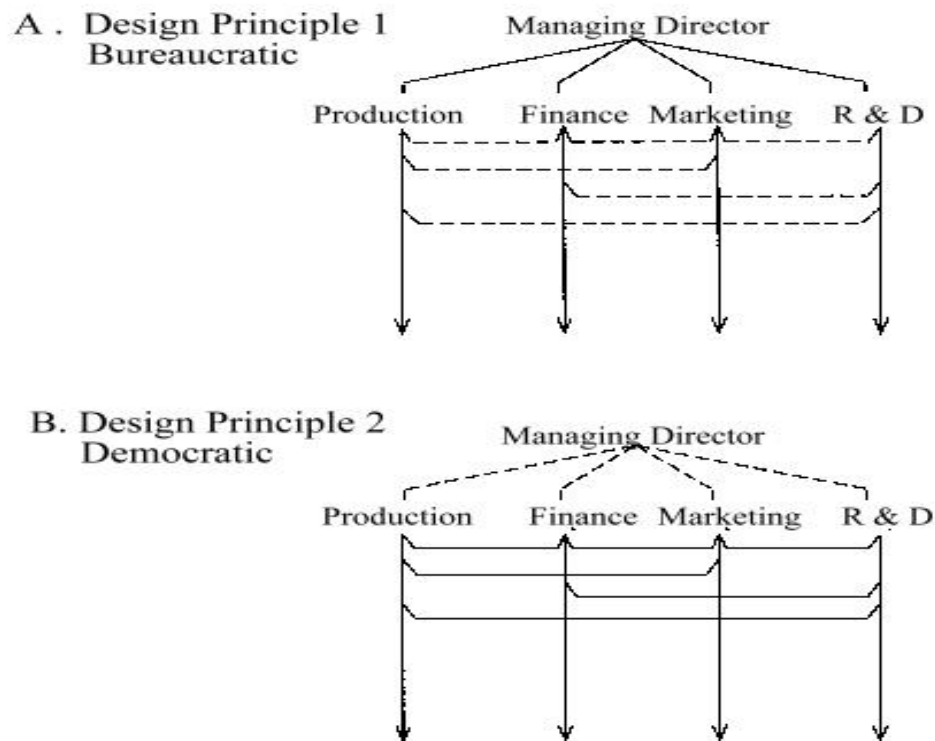 A . Design Principle 1
Bureaucratic
Managing Director
Production Finance Marketing R & D
B. Design Principle 2
Democratic
Managing Director
Production Finance Marketing R & D